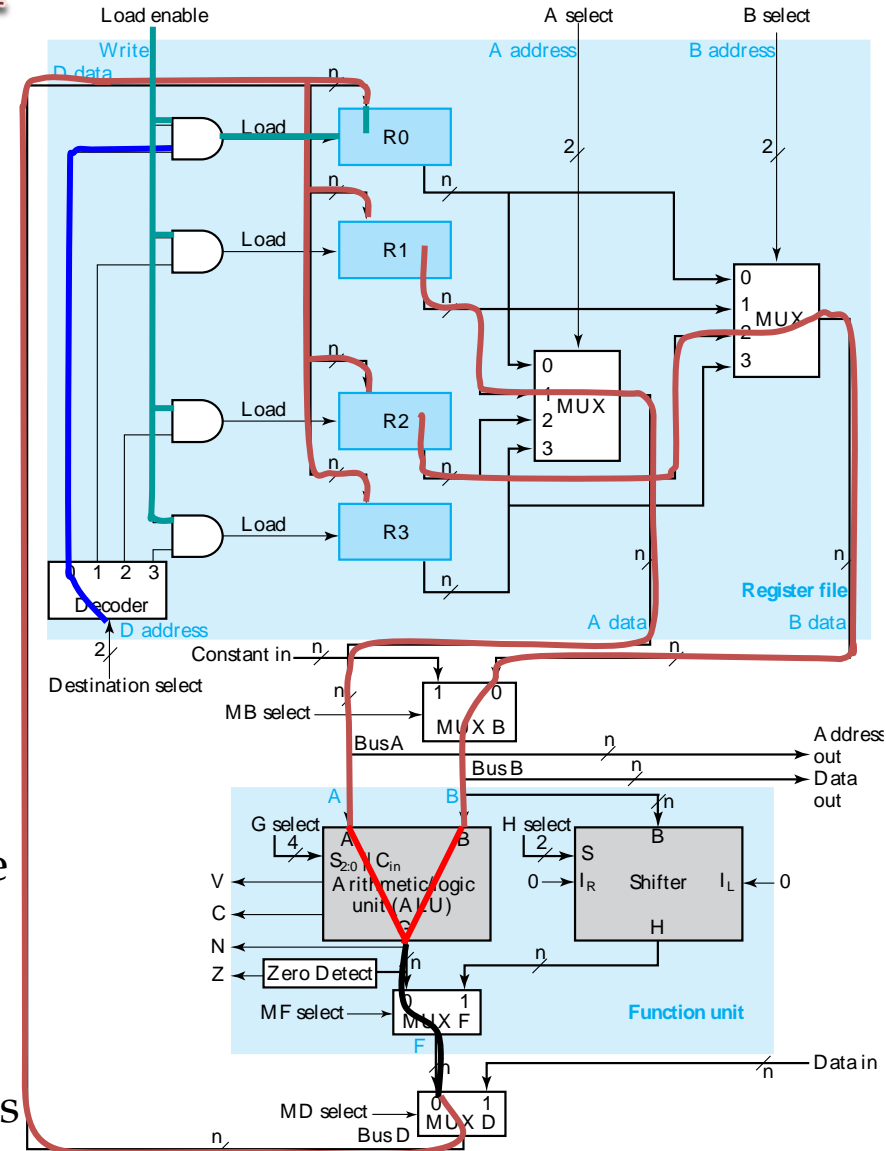 Load enable
A select
B select
Write
A address
B address
D data
n
Load
R0
2
2
n
n
Load
R1
0
1
MUX
2
3
n
n
0
1
MUX
2
3
Load
R2
n
n
Load
R3
n
n
n
0 1 2 3
Decoder
D address
Register file
A data
B data
2
Destination select
Constant in
n
n
n
1 0
MB select
MUX B
Bus A
n
Address
out
Bus B
n
Data
out
A
B
n
G select
4
A
B
S2:0 || Cin
Arithmetic/logic
unit (ALU)
G
H select
2
B
S
0
IR
Shifter
IL
0
H
V
C
N
Z
Zero Detect
n
n
0 1
MF select
MUX F
F
Function unit
n
Data in
n
0 1
MD select
MUX D
Bus D
n
e
s